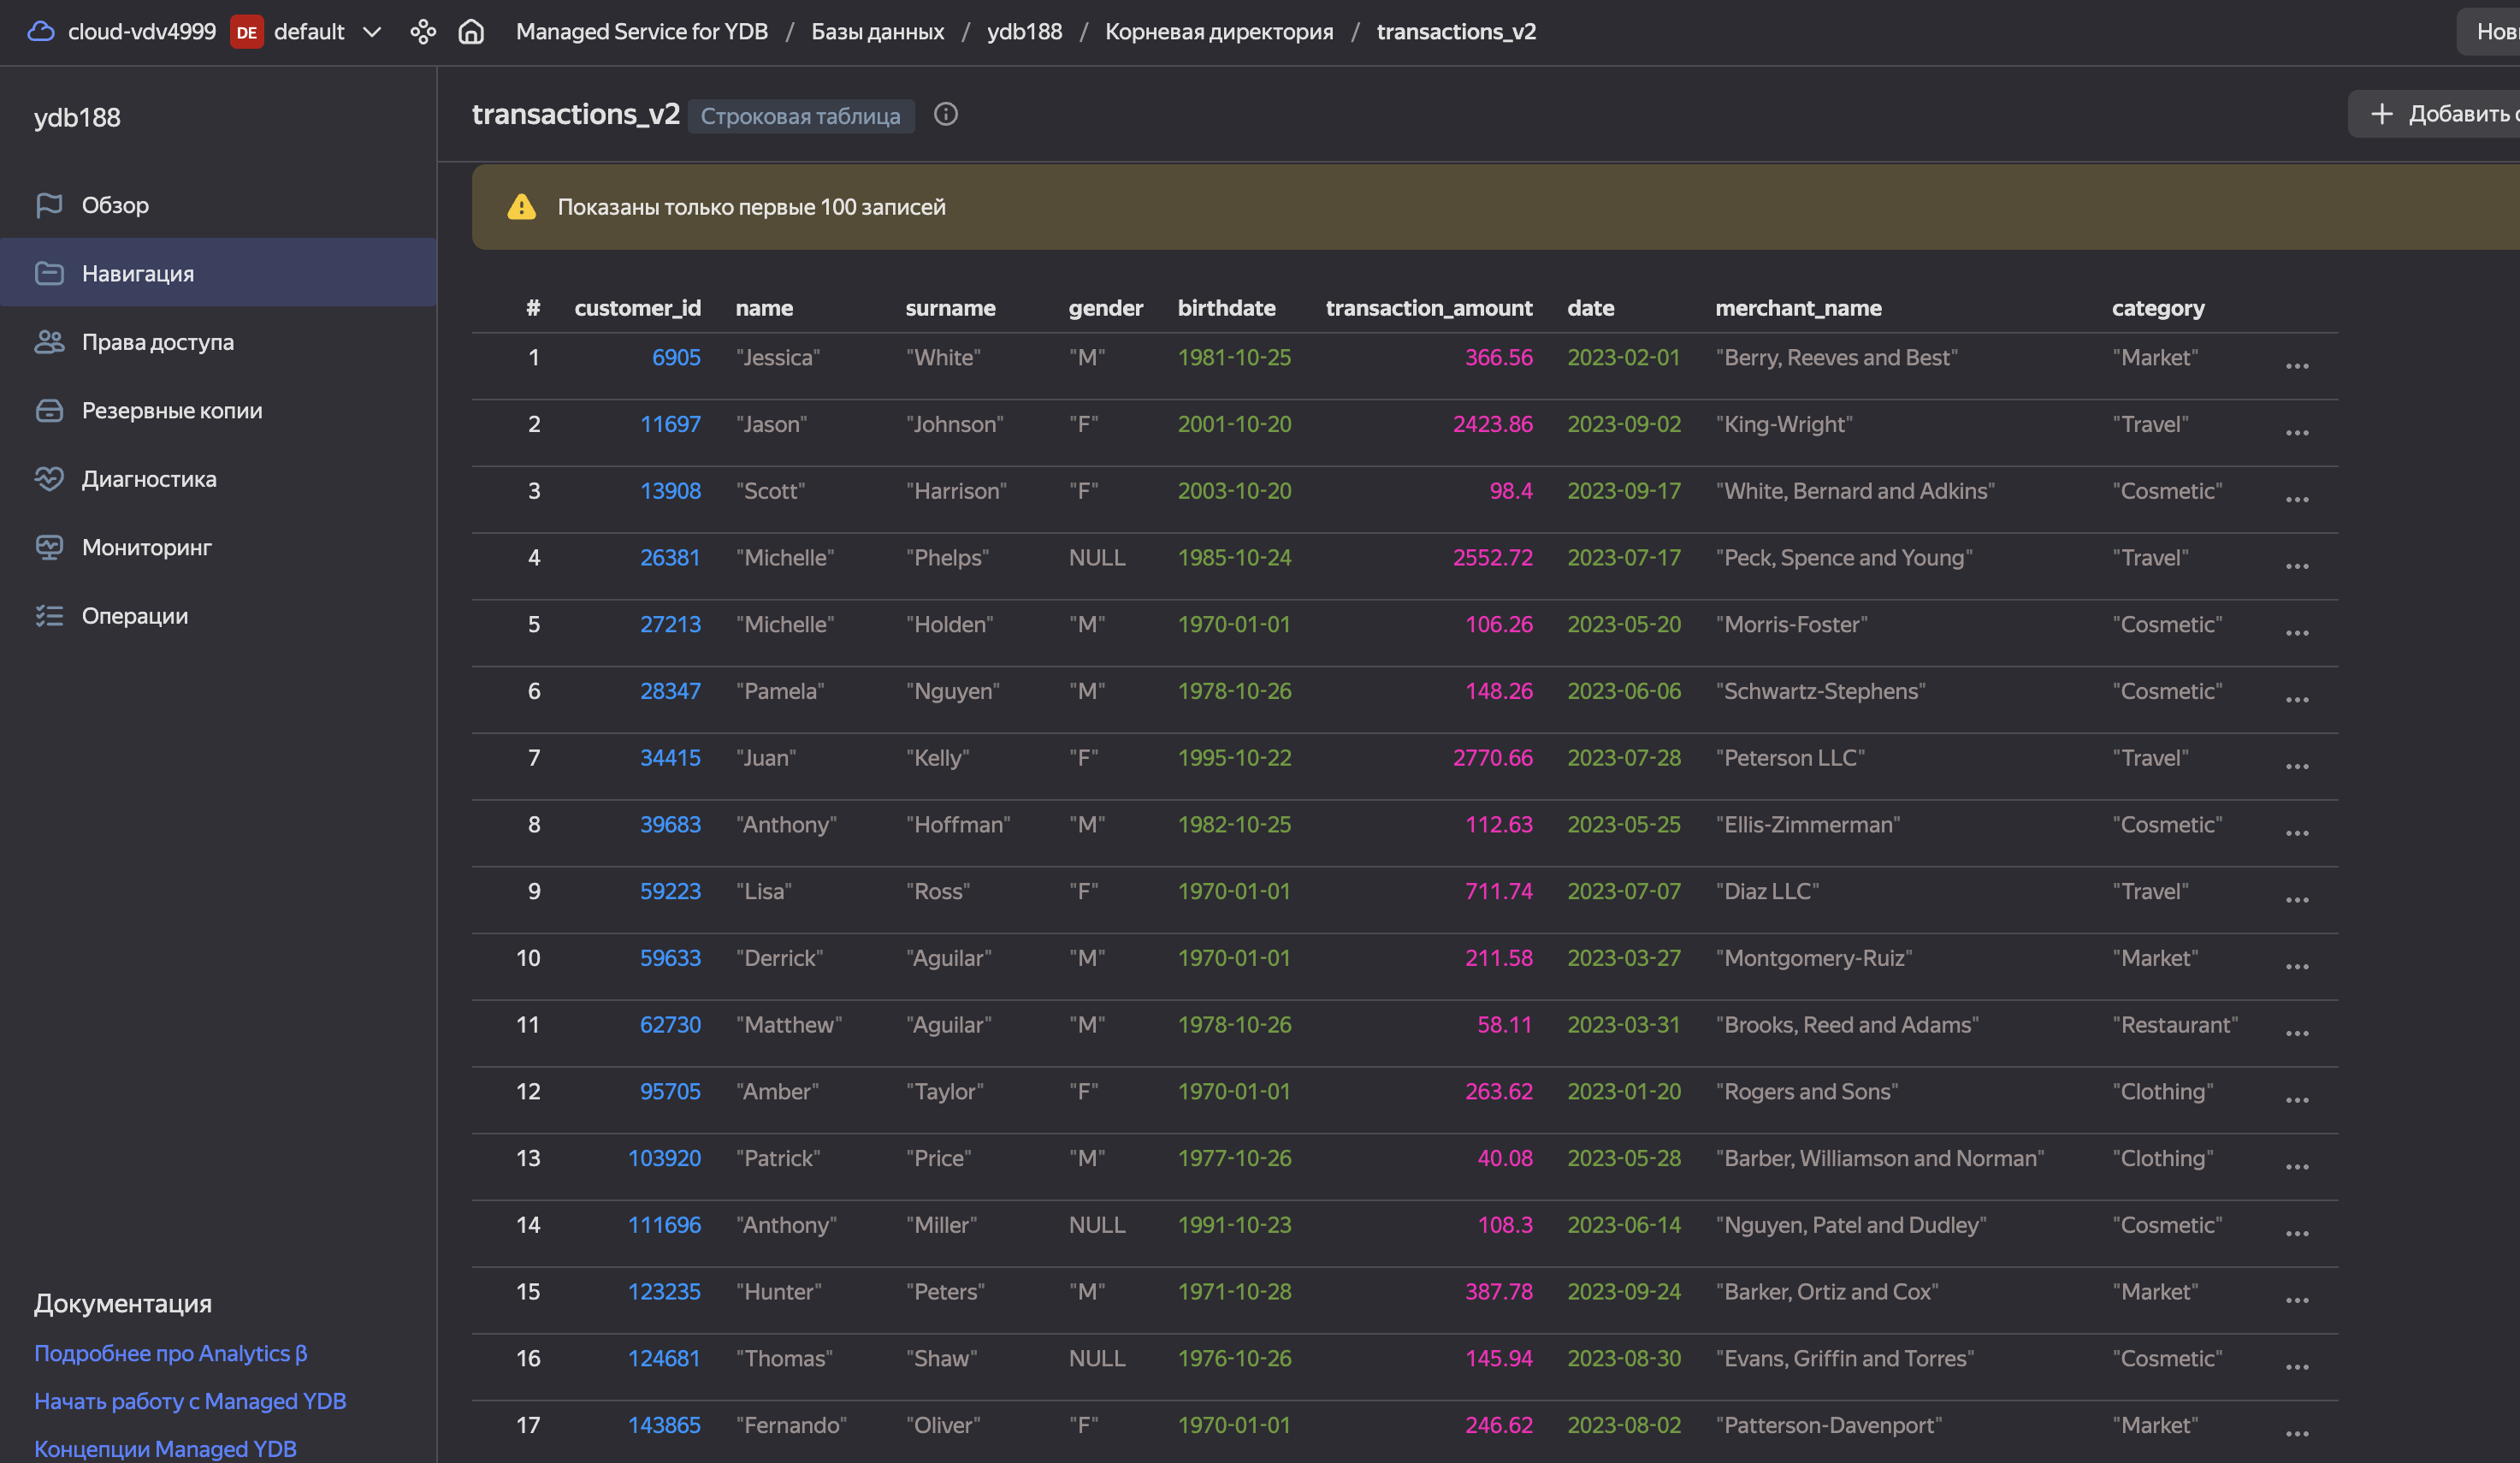 cloud-vdv4999 DE default Managed Service for YDB / Базы данных / ydb188 / Корневая директория / transactions_v2
ydb188
Обзор
Навигация
Права доступа
Резервные копии
Диагностика
Мониторинг
Операции
Документация
Подробнее про Analytics β
Начать работу с Managed YDB
Концепции Managed YDB
transactions_v2 Строковая таблица
Добавить
Показаны только первые 100 записей
# customer_id name surname gender birthdate transaction_amount date merchant_name category
1 6905 "Jessica" "White" "M" 1981-10-25 366.56 2023-02-01 "Berry, Reeves and Best" "Market" ...
2 11697 "Jason" "Johnson" "F" 2001-10-20 2423.86 2023-09-02 "King-Wright" "Travel" ...
3 13908 "Scott" "Harrison" "F" 2003-10-20 98.4 2023-09-17 "White, Bernard and Adkins" "Cosmetic" ...
4 26381 "Michelle" "Phelps" NULL 1985-10-24 2552.72 2023-07-17 "Peck, Spence and Young" "Travel" ...
5 27213 "Michelle" "Holden" "M" 1970-01-01 106.26 2023-05-20 "Morris-Foster" "Cosmetic" ...
6 28347 "Pamela" "Nguyen" "M" 1978-10-26 148.26 2023-06-06 "Schwartz-Stephens" "Cosmetic" ...
7 34415 "Juan" "Kelly" "F" 1995-10-22 2770.66 2023-07-28 "Peterson LLC" "Travel" ...
8 39683 "Anthony" "Hoffman" "M" 1982-10-25 112.63 2023-05-25 "Ellis-Zimmerman" "Cosmetic" ...
9 59223 "Lisa" "Ross" "F" 1970-01-01 711.74 2023-07-07 "Diaz LLC" "Travel" ...
10 59633 "Derrick" "Aguilar" "M" 1970-01-01 211.58 2023-03-27 "Montgomery-Ruiz" "Market" ...
11 62730 "Matthew" "Aguilar" "M" 1978-10-26 58.11 2023-03-31 "Brooks, Reed and Adams" "Restaurant" ...
12 95705 "Amber" "Taylor" "F" 1970-01-01 263.62 2023-01-20 "Rogers and Sons" "Clothing" ...
13 103920 "Patrick" "Price" "M" 1977-10-26 40.08 2023-05-28 "Barber, Williamson and Norman" "Clothing" ...
14 111696 "Anthony" "Miller" NULL 1991-10-23 108.3 2023-06-14 "Nguyen, Patel and Dudley" "Cosmetic" ...
15 123235 "Hunter" "Peters" "M" 1971-10-28 387.78 2023-09-24 "Barker, Ortiz and Cox" "Market" ...
16 124681 "Thomas" "Shaw" NULL 1976-10-26 145.94 2023-08-30 "Evans, Griffin and Torres" "Cosmetic" ...
17 143865 "Fernando" "Oliver" "F" 1970-01-01 246.62 2023-08-02 "Patterson-Davenport" "Market" ...